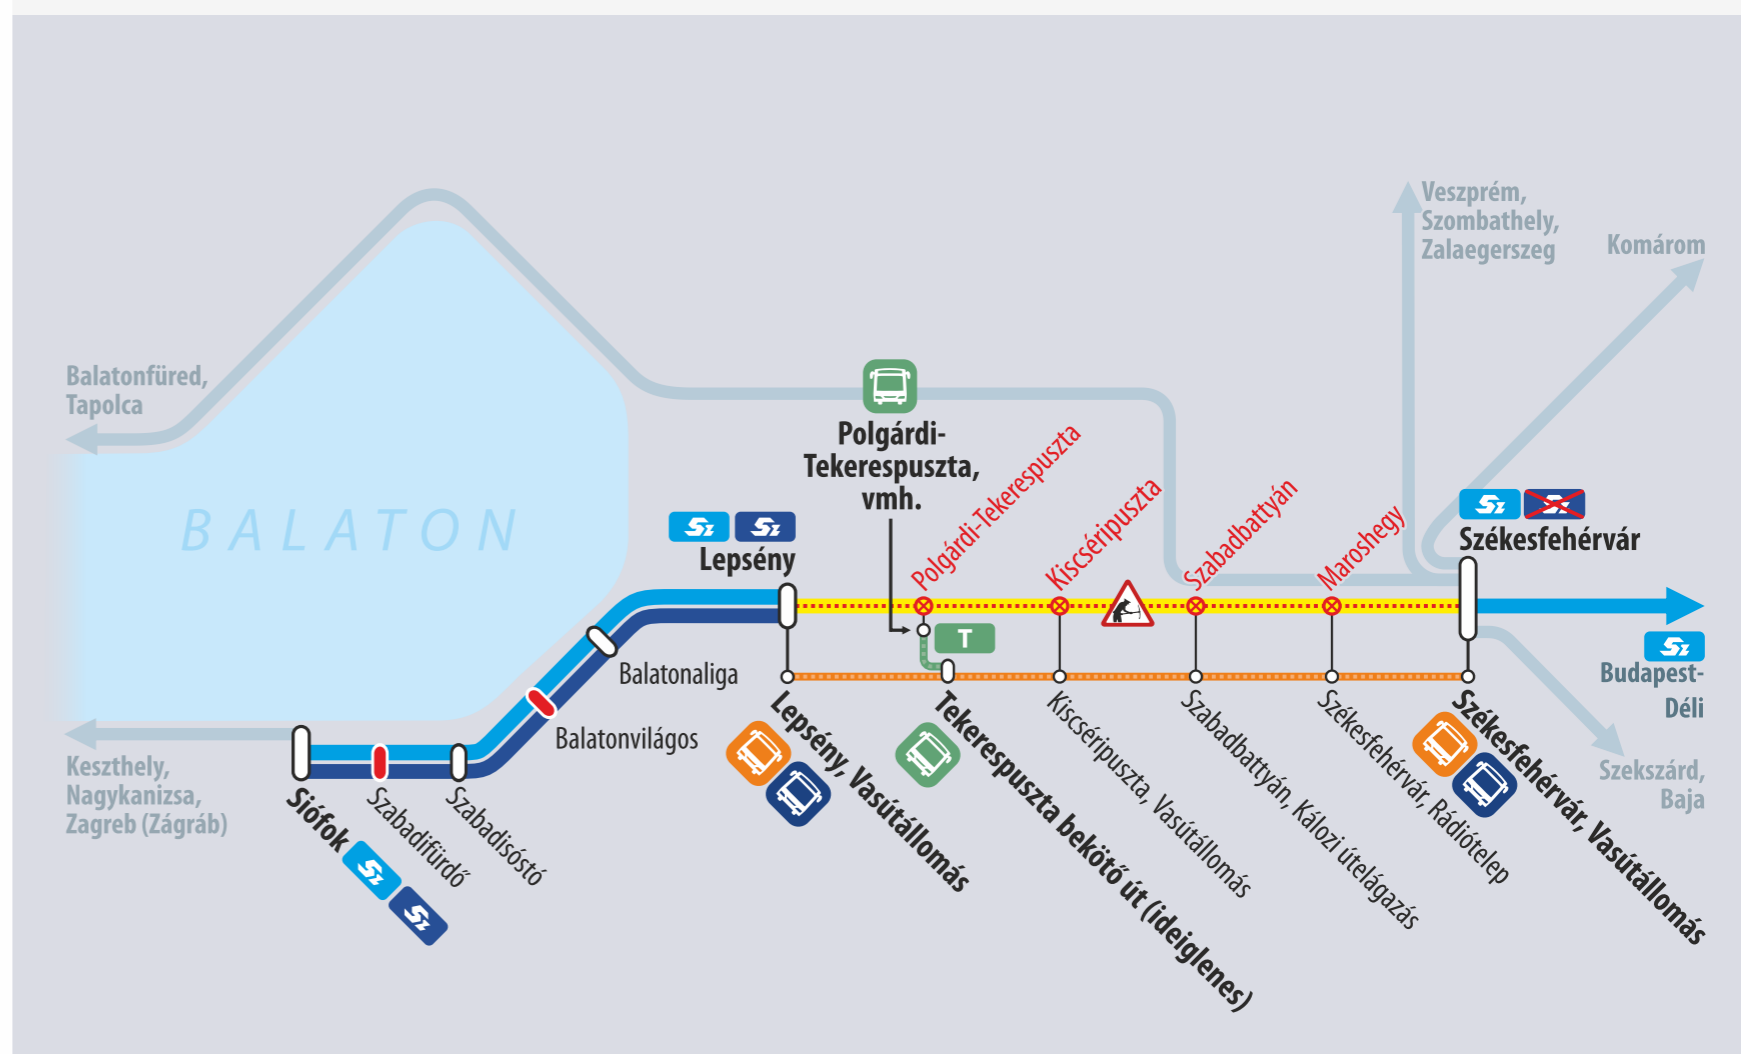 Veszprém,
Szombathely,
Zalaegerszeg
Komárom
Balatonfüred,
Tapolca
Polgárdi-
Tekerespuszta,
vmh.
BALATON
Sz
Sz
Lepsény
Polgárdi-Tekerespuszta
Kiscséripuszta
Szabadbattyán
Maroshegy
Sz
Sz
Székesfehérvár
T
Sz
Budapest-
Déli
Balatonaliga
Balatonvilágos
Keszthely,
Nagykanizsa,
Zagreb (Zágráb)
Siófok
Sz
Sz
Szabadifürdő
Szabadisóstó
Lepsény, Vasútállomás
Tekerespuszta bekötő út (ideiglenes)
Kiscséripuszta, Vasútállomás
Szabadbattyán, Kálozi útelágazás
Székesfehérvár, Rádiótelep
Székesfehérvár, Vasútállomás
Szekszárd,
Baja